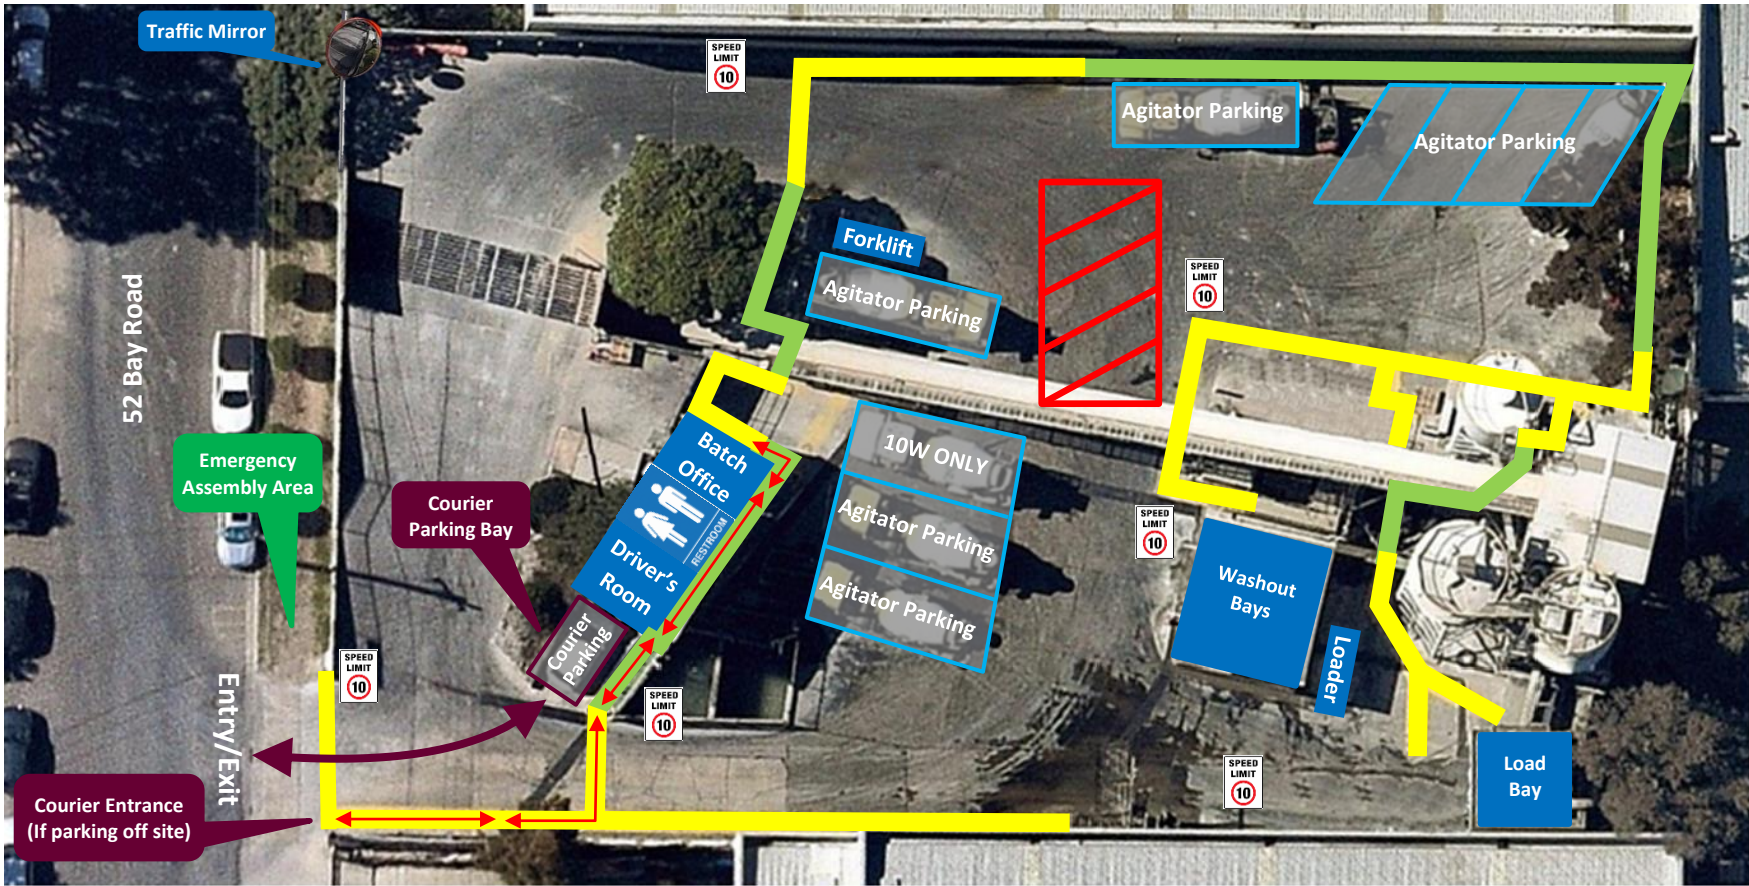 Traffic Mirror
SPEED
LIMIT
10
Agitator Parking
Agitator Parking
Forklift
Agitator Parking
SPEED
LIMIT
10
52 Bay Road
Emergency
Assembly Area
Courier
Parking Bay
Batch
Office
RESTROOM
Driver's
Room
Courier
Parking
10W ONLY
Agitator Parking
Agitator Parking
SPEED
LIMIT
10
Washout
Bays
Loader
SPEED
LIMIT
10
SPEED
LIMIT
10
Entry/Exit
Courier Entrance
(If parking off site)
SPEED
LIMIT
10
Load
Bay